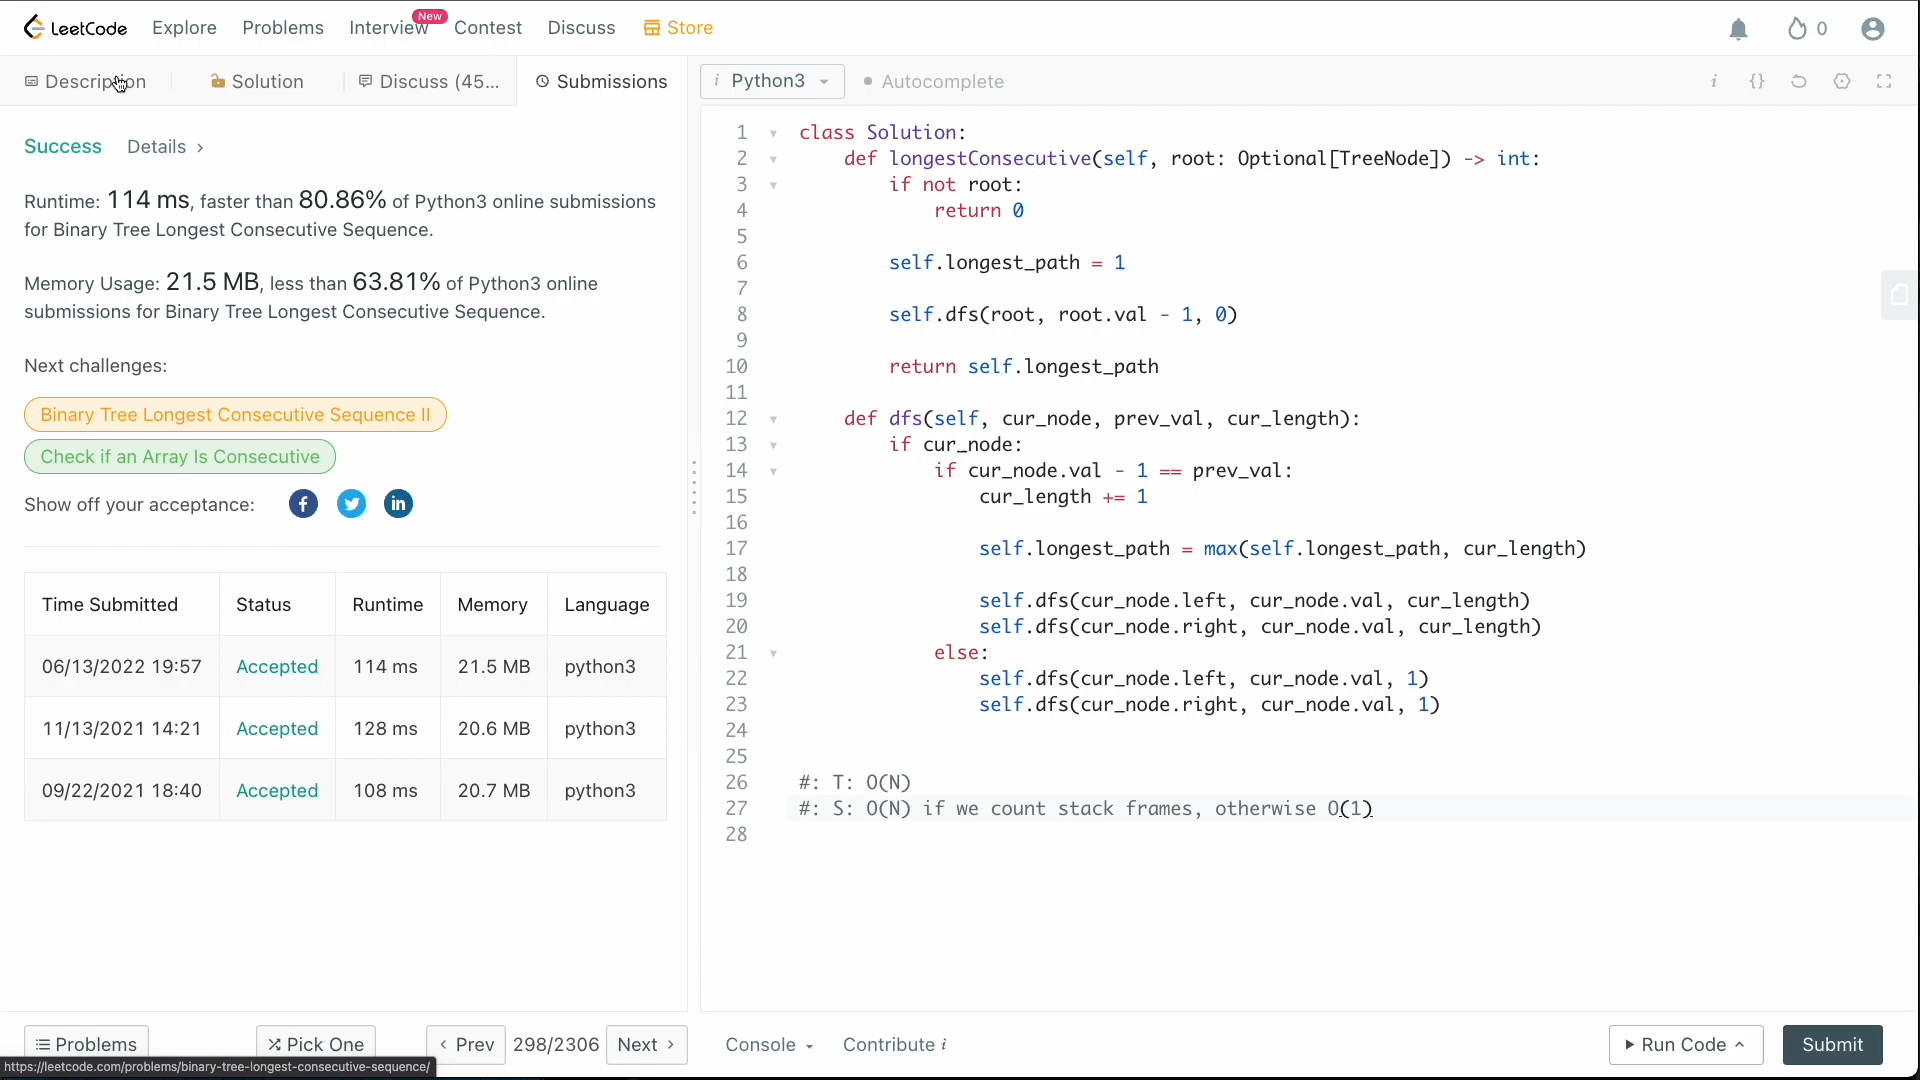 LeetCode Explore Problems Interview New Contest Discuss Store 0
Description Solution Discuss (45... Submissions
Success Details >
Runtime: 114 ms, faster than 80.86% of Python3 online submissions
for Binary Tree Longest Consecutive Sequence.
Memory Usage: 21.5 MB, less than 63.81% of Python3 online
submissions for Binary Tree Longest Consecutive Sequence.
Next challenges:
Binary Tree Longest Consecutive Sequence II
Check if an Array Is Consecutive
Show off your acceptance: f in
Time Submitted Status Runtime Memory Language
06/13/2022 19:57 Accepted 114 ms 21.5 MB python3
11/13/2021 14:21 Accepted 128 ms 20.6 MB python3
09/22/2021 18:40 Accepted 108 ms 20.7 MB python3
i Python3 Autocomplete i {}
1 class Solution:
2 def longestConsecutive(self, root: Optional[TreeNode]) -> int:
3 if not root:
4 return 0
5
6 self.longest_path = 1
7
8 self.dfs(root, root.val - 1, 0)
9
10 return self.longest_path
11
12 def dfs(self, cur_node, prev_val, cur_length):
13 if cur_node:
14 if cur_node.val - 1 == prev_val:
15 cur_length += 1
16
17 self.longest_path = max(self.longest_path, cur_length)
18
19 self.dfs(cur_node.left, cur_node.val, cur_length)
20 self.dfs(cur_node.right, cur_node.val, cur_length)
21 else:
22 self.dfs(cur_node.left, cur_node.val, 1)
23 self.dfs(cur_node.right, cur_node.val, 1)
24
25
26 #: T: O(N)
27 #: S: O(N) if we count stack frames, otherwise O(1)
28
Problems Pick One < Prev 298/2306 Next > Console Contribute i Run Code Submit
https://leetcode.com/problems/binary-tree-longest-consecutive-sequence/